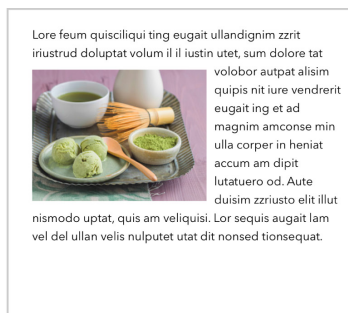 Lore feum quisciliqui ting eugait ullandignim zzrit
iriustrud doluptat volum il il iustin utet, sum dolore tat
volobor autpat alisim
quipis nit iure vendrerit
eugait ing et ad
magnim amconse min
ulla corper in heniat
accum am dipit
lutatuero od. Aute
duisim zzriusto elit illut
nismodo uptat, quis am veliquisi. Lor sequis augait lam
vel del ullan velis nulputet utat dit nonsed tionsequat.